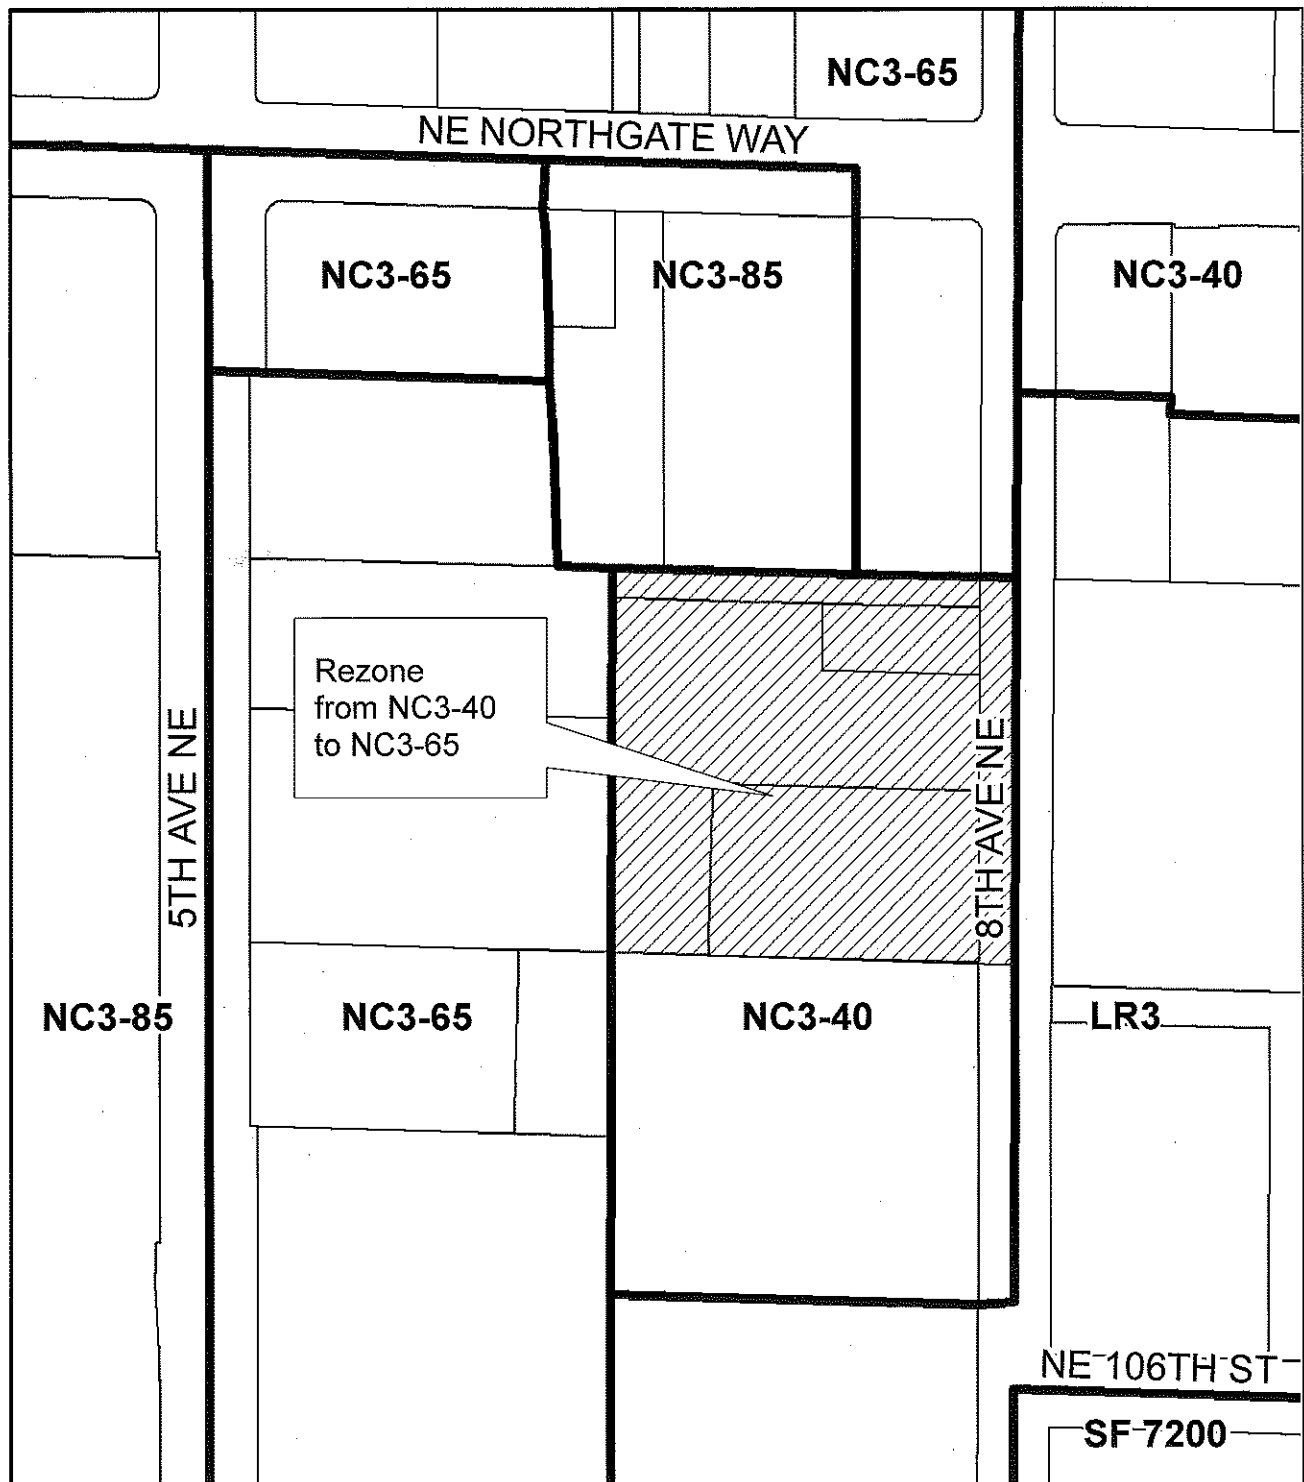 NC3-65
NE NORTHGATE WAY
NC3-65
NC3-85
NC3-40
Rezone
from NC3-40
to NC3-65
5TH AVE NE
8TH AVE NE
NC3-85
NC3-65
NC3-40
LR3
NE 106TH ST
SF 7200